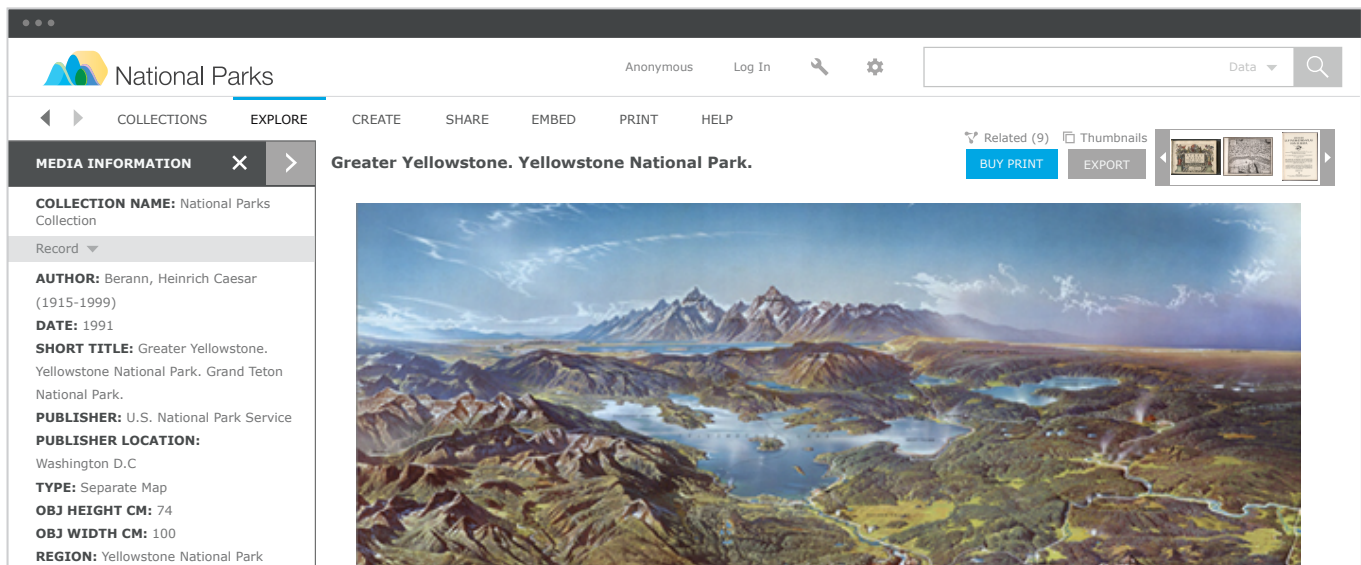 National Parks
Anonymous
Log In
Data
COLLECTIONS
EXPLORE
CREATE
SHARE
EMBED
PRINT
HELP
Related (9)
Thumbnails
MEDIA INFORMATION
Greater Yellowstone. Yellowstone National Park.
BUY PRINT
EXPORT
COLLECTION NAME: National Parks
Collection
Record
AUTHOR: Berann, Heinrich Caesar
(1915-1999)
DATE: 1991
SHORT TITLE: Greater Yellowstone.
Yellowstone National Park. Grand Teton
National Park.
PUBLISHER: U.S. National Park Service
PUBLISHER LOCATION:
Washington D.C
TYPE: Separate Map
OBJ HEIGHT CM: 74
OBJ WIDTH CM: 100
REGION: Yellowstone National Park